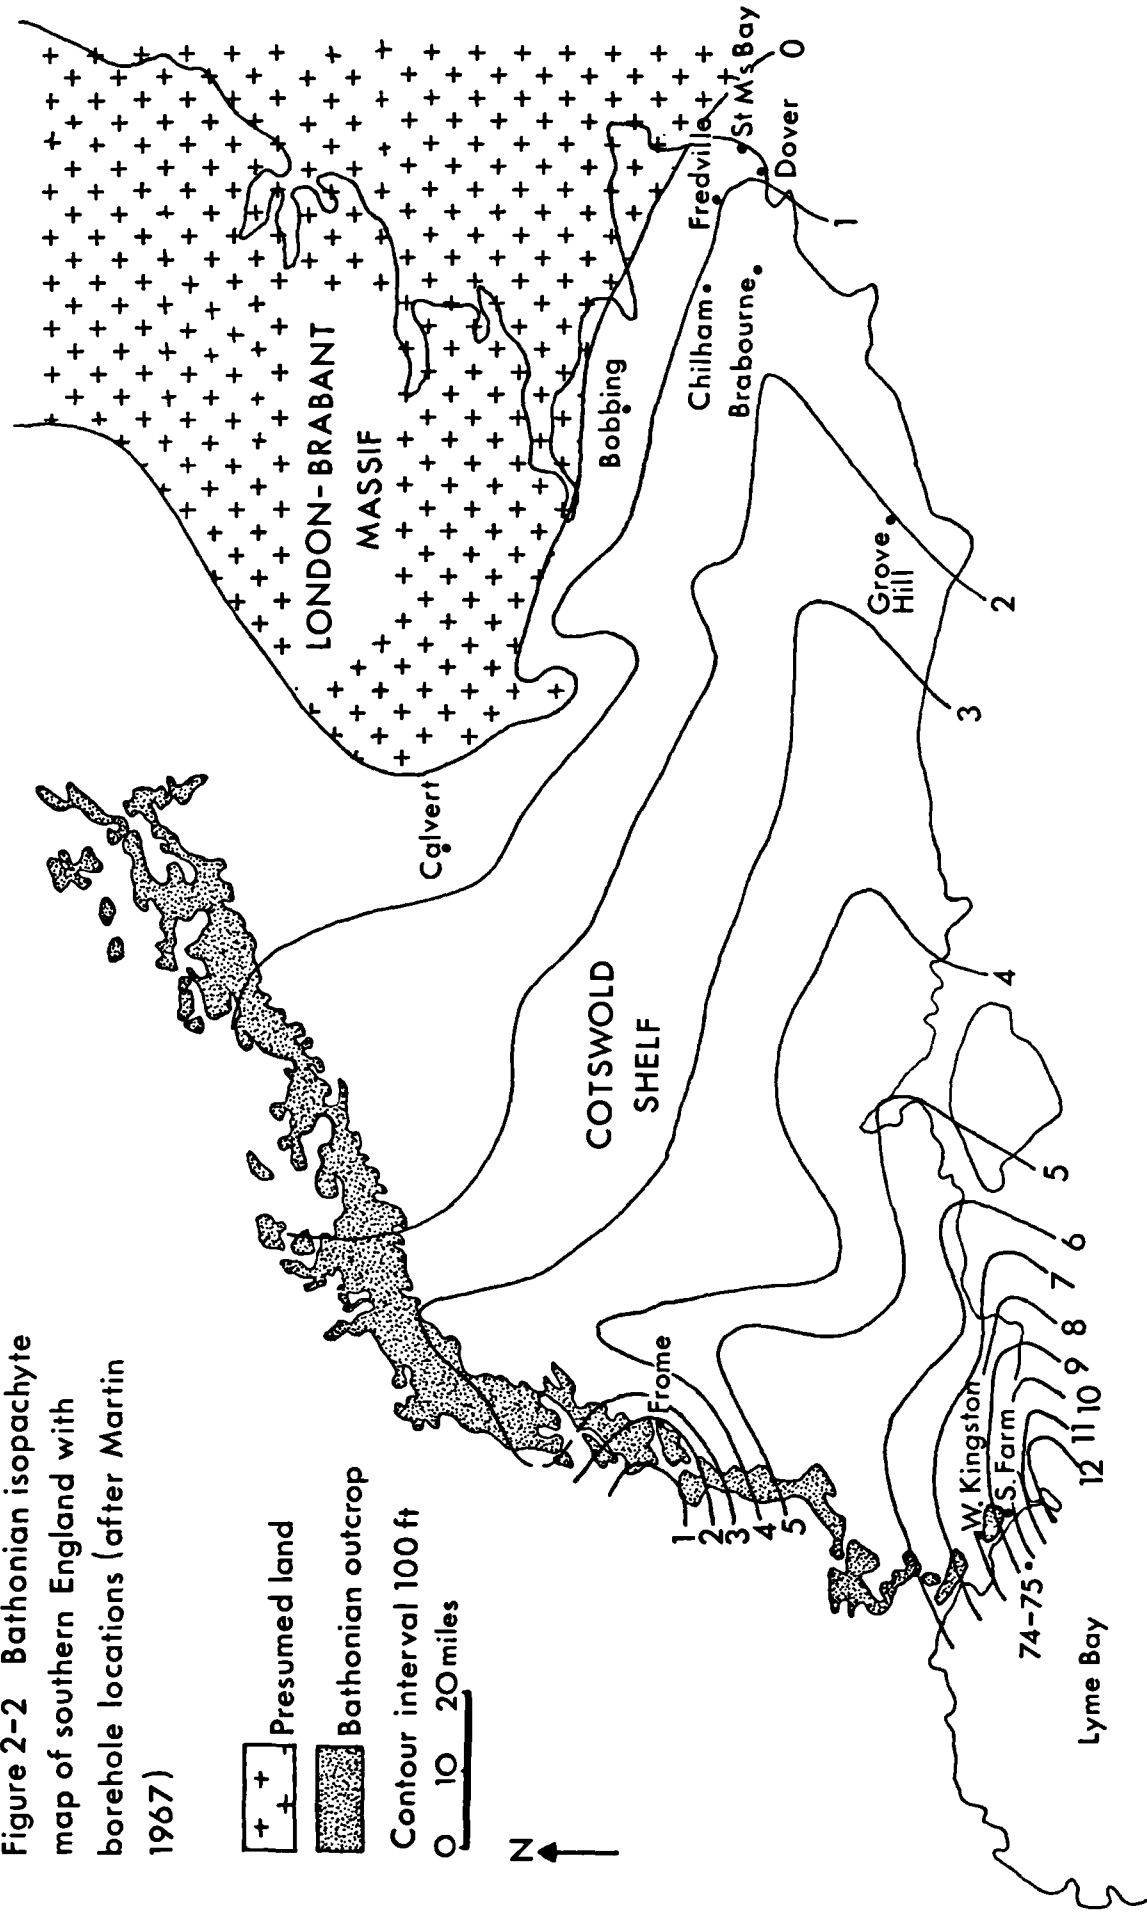 Figure 2-2 Bathonian isopachyte
map of southern England with
borehole locations (after Martin
1967)
Presumed land
Bathonian outcrop
Contour interval 100 ft
0 10 20 miles
N
LONDON-BRABANT
MASSIF
Calvert
COTSWOLD
SHELF
Bobbing
Chilham
Brabourne
Fredville
St M's Bay
Dover
Grove
Hill
Frome
W. Kingston
S. Farm
74-75
Lyme Bay
0
1
2
3
4
5
6
7
8
9
10
11
12
1
2
3
4
5